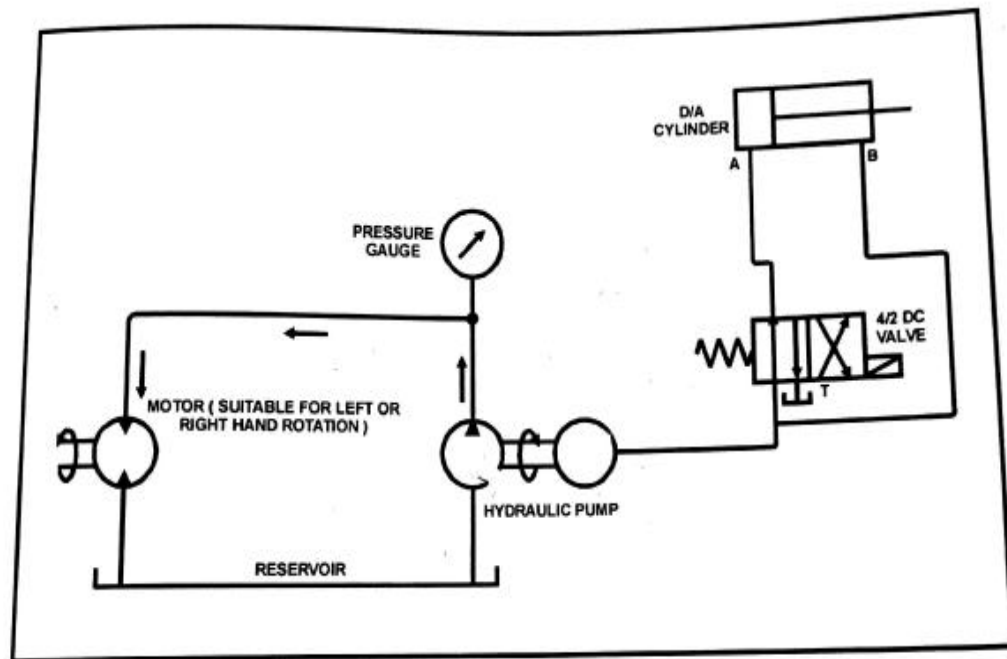 D/A
CYLINDER
A
B
PRESSURE
GAUGE
4/2 DC
VALVE
T
MOTOR ( SUITABLE FOR LEFT OR
RIGHT HAND ROTATION )
HYDRAULIC PUMP
RESERVOIR